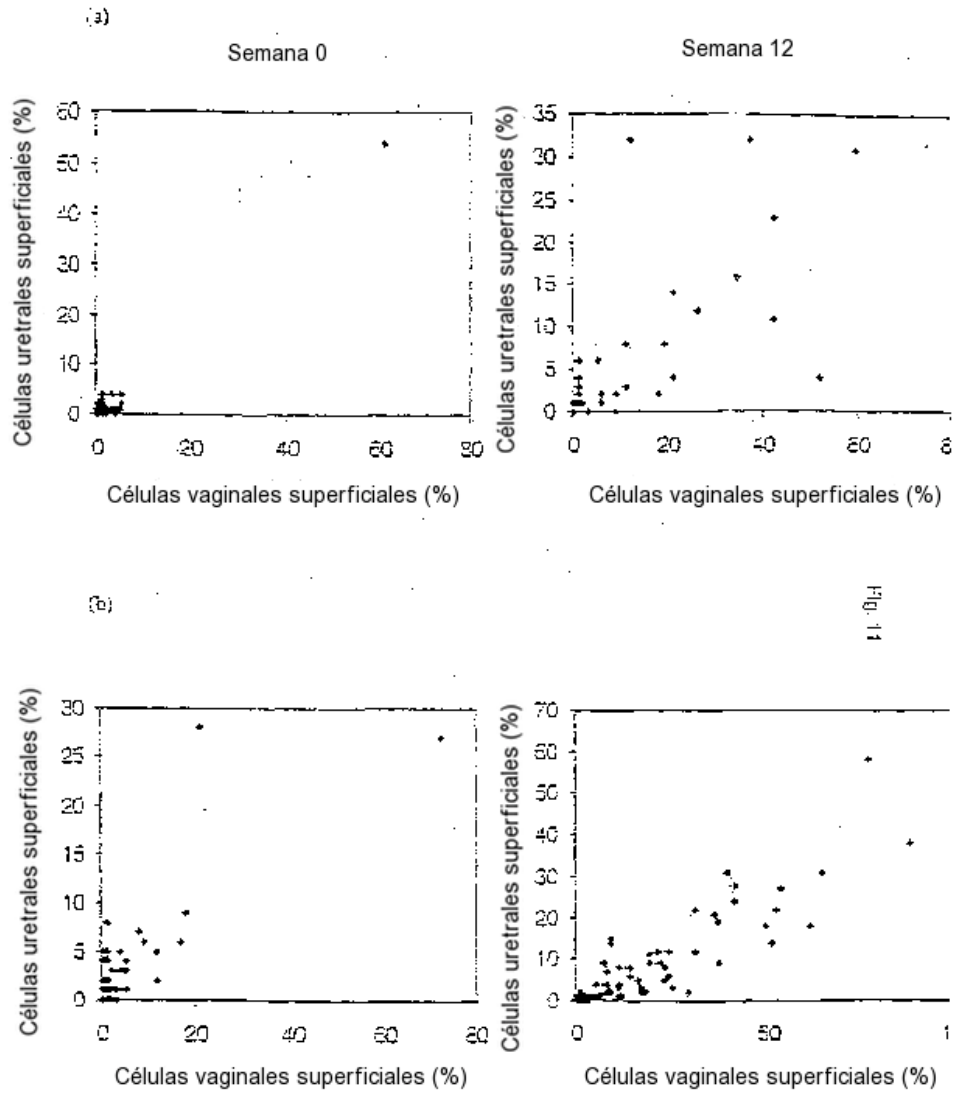 (a)
Semana 0
Semana 12
Células uretrales superficiales (%)
60
50
40
30
20
10
0
0 20 40 60 80
Células vaginales superficiales (%)
Células uretrales superficiales (%)
35
30
25
20
15
10
5
0
0 20 40 60 8
Células vaginales superficiales (%)
(b)
Fig. 11
Células uretrales superficiales (%)
30
25
20
15
10
5
0
0 20 40 60 80
Células vaginales superficiales (%)
Células uretrales superficiales (%)
70
60
50
40
30
20
10
0
0 50 1
Células vaginales superficiales (%)